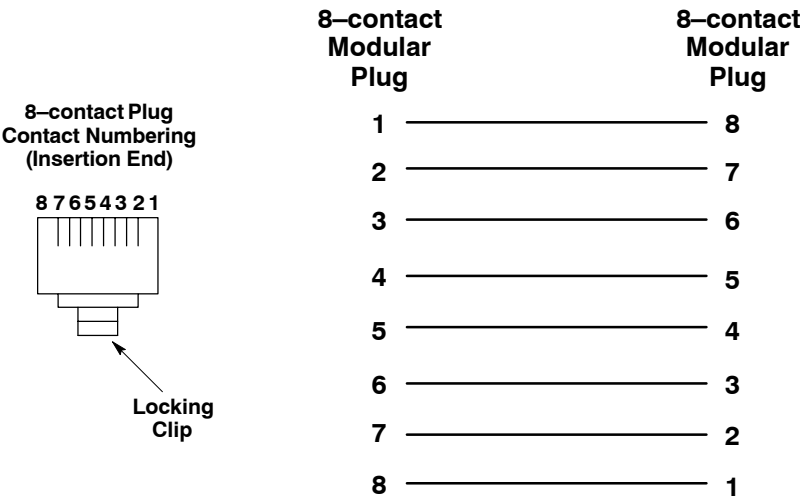 8–contact Plug
Contact Numbering
(Insertion End)
8 7 6 5 4 3 2 1
Locking
Clip
8–contact
Modular
Plug
8–contact
Modular
Plug
1 8
2 7
3 6
4 5
5 4
6 3
7 2
8 1